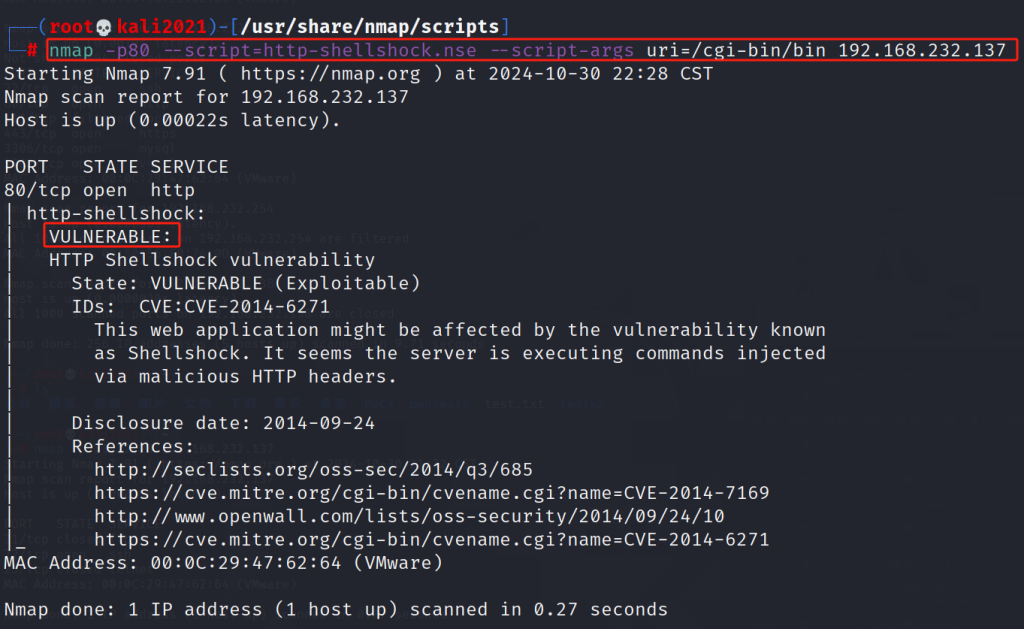 (root💀kali2021)-[/usr/share/nmap/scripts]
# nmap -p80 --script=http-shellshock.nse --script-args uri=/cgi-bin/bin 192.168.232.137
Starting Nmap 7.91 ( https://nmap.org ) at 2024-10-30 22:28 CST
Nmap scan report for 192.168.232.137
Host is up (0.00022s latency).
PORT   STATE SERVICE
80/tcp open  http
| http-shellshock:
|   VULNERABLE:
|   HTTP Shellshock vulnerability
|     State: VULNERABLE (Exploitable)
|     IDs:  CVE:CVE-2014-6271
|       This web application might be affected by the vulnerability known
|       as Shellshock. It seems the server is executing commands injected
|       via malicious HTTP headers.
|
|     Disclosure date: 2014-09-24
|     References:
|       http://seclists.org/oss-sec/2014/q3/685
|       https://cve.mitre.org/cgi-bin/cvename.cgi?name=CVE-2014-7169
|       http://www.openwall.com/lists/oss-security/2014/09/24/10
|_      https://cve.mitre.org/cgi-bin/cvename.cgi?name=CVE-2014-6271
MAC Address: 00:0C:29:47:62:64 (VMware)
Nmap done: 1 IP address (1 host up) scanned in 0.27 seconds